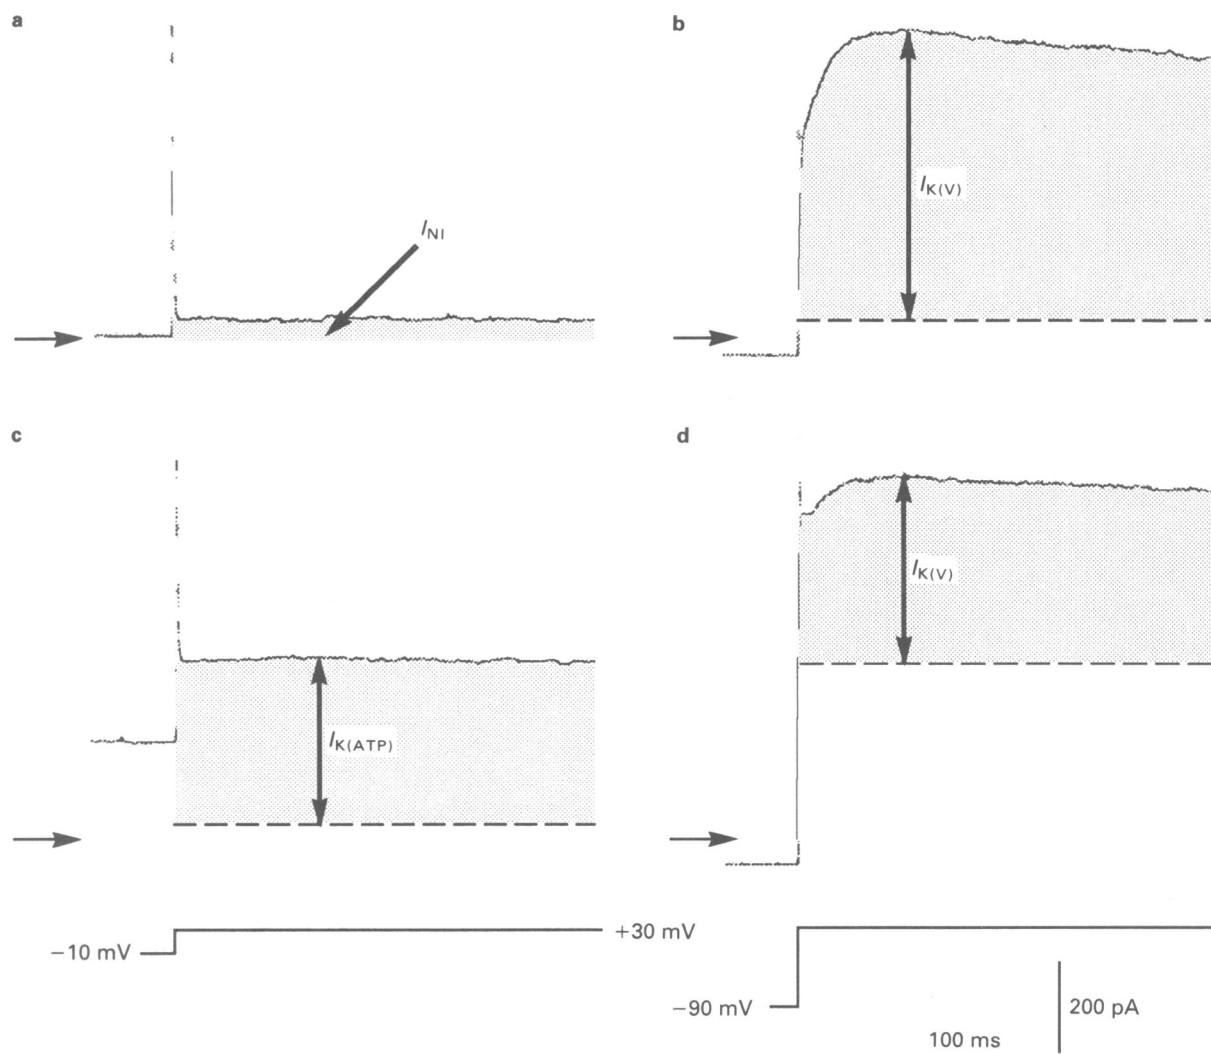 a
b
I_NI
I_K(V)
c
d
I_K(V)
I_K(ATP)
−10 mV
+30 mV
−90 mV
200 pA
100 ms